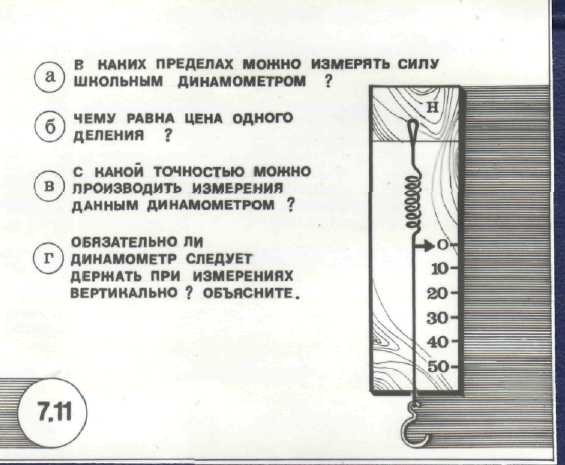 а В КАКИХ ПРЕДЕЛАХ МОЖНО ИЗМЕРЯТЬ СИЛУ
ШКОЛЬНЫМ ДИНАМОМЕТРОМ ?
б ЧЕМУ РАВНА ЦЕНА ОДНОГО
ДЕЛЕНИЯ ?
в С КАКОЙ ТОЧНОСТЬЮ МОЖНО
ПРОИЗВОДИТЬ ИЗМЕРЕНИЯ
ДАННЫМ ДИНАМОМЕТРОМ ?
г ОБЯЗАТЕЛЬНО ЛИ
ДИНАМОМЕТР СЛЕДУЕТ
ДЕРЖАТЬ ПРИ ИЗМЕРЕНИЯХ
ВЕРТИКАЛЬНО ? ОБЪЯСНИТЕ.
Н
0
10
20
30
40
50
7.11